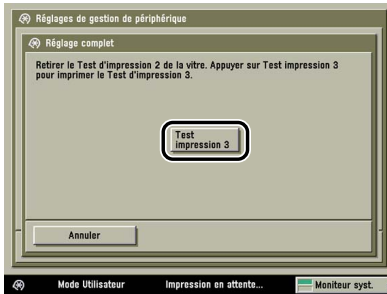 Réglages de gestion de périphérique
Réglage complet
Retirer le Test d'impression 2 de la vitre. Appuyer sur Test impression 3
pour imprimer le Test d'impression 3.
Test
impression 3
Annuler
Mode Utilisateur Impression en attente... Moniteur syst.